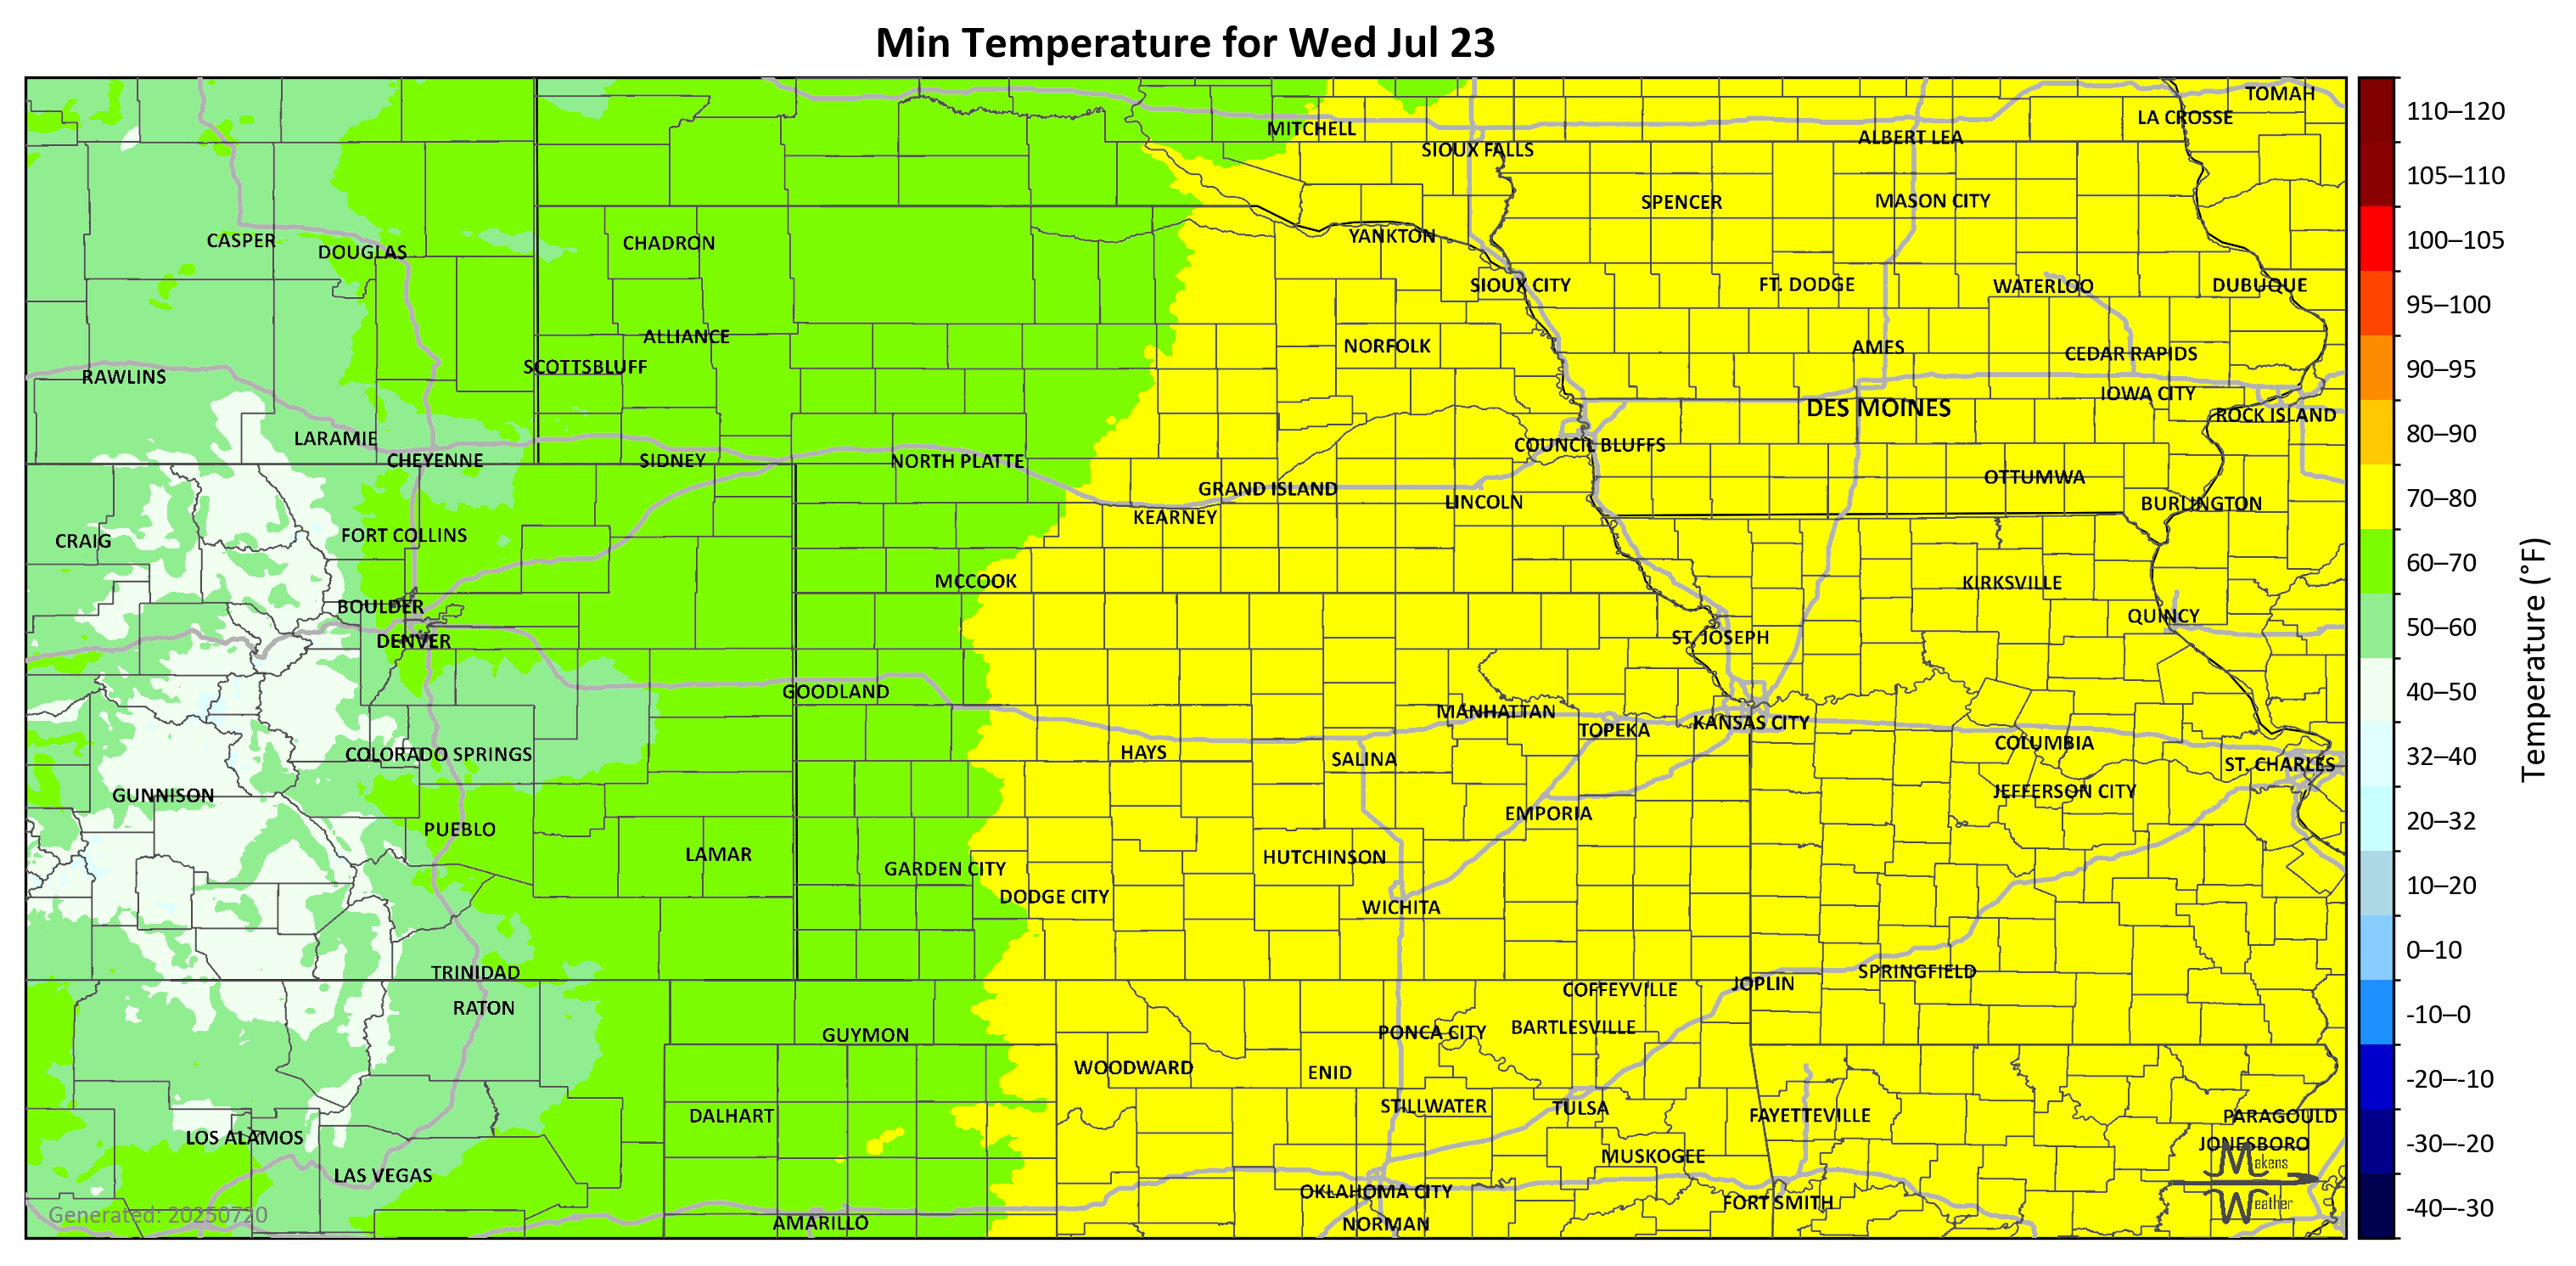 Min Temperature for Wed Jul 23
TOMAH
LA CROSSE
MITCHELL
ALBERT LEA
SIOUX FALLS
SPENCER
MASON CITY
YANKTON
CASPER
CHADRON
DOUGLAS
SIOUX CITY
FT. DODGE
WATERLOO
DUBUQUE
ALLIANCE
NORFOLK
AMES
CEDAR RAPIDS
SCOTTSBLUFF
RAWLINS
IOWA CITY
DES MOINES
ROCK ISLAND
LARAMIE
COUNCIL BLUFFS
CHEYENNE
SIDNEY
NORTH PLATTE
OTTUMWA
GRAND ISLAND
LINCOLN
BURLINGTON
KEARNEY
FORT COLLINS
CRAIG
MCCOOK
KIRKSVILLE
BOULDER
QUINCY
DENVER
ST. JOSEPH
GOODLAND
MANHATTAN
KANSAS CITY
TOPEKA
COLUMBIA
COLORADO SPRINGS
HAYS
SALINA
ST. CHARLES
GUNNISON
JEFFERSON CITY
EMPORIA
PUEBLO
LAMAR
HUTCHINSON
GARDEN CITY
DODGE CITY
WICHITA
TRINIDAD
SPRINGFIELD
JOPLIN
COFFEYVILLE
RATON
GUYMON
PONCA CITY
BARTLESVILLE
WOODWARD
ENID
STILLWATER
TULSA
DALHART
FAYETTEVILLE
PARAGOULD
LOS ALAMOS
JONESBORO
MUSKOGEE
LAS VEGAS
OKLAHOMA CITY
FORT SMITH
AMARILLO
NORMAN
Makens
Weather
Generated: 20250720
110–120
105–110
100–105
95–100
90–95
80–90
70–80
60–70
50–60
40–50
32–40
20–32
10–20
0–10
-10–0
-20–-10
-30–-20
-40–-30
Temperature (°F)